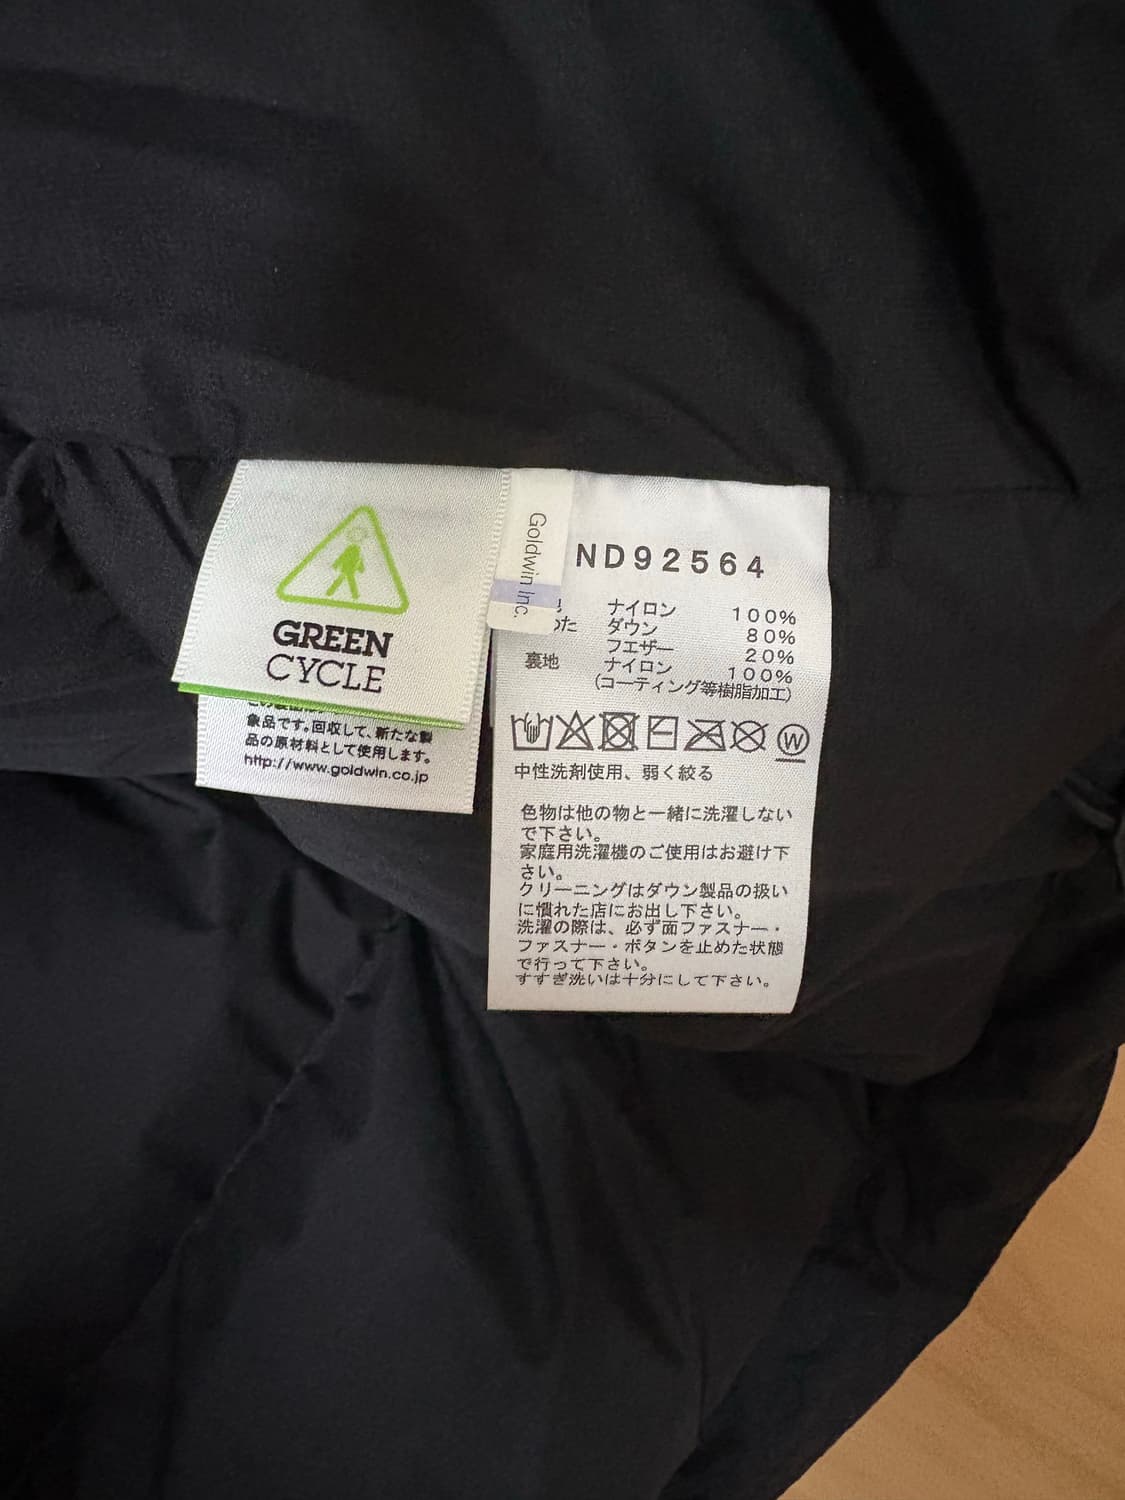 GREEN
CYCLE
象品です。回収して、新たな製
品の原材料として使用します。
http://www.goldwin.co.jp
Goldwin Inc.
ND92564
ナイロン 100%
ダウン 80%
フエザー 20%
裏地 ナイロン 100%
(コーティング等樹脂加工)
W
中性洗剤使用、弱く絞る
色物は他の物と一緒に洗濯しない
で下さい。
家庭用洗濯機のご使用はお避け下
さい。
クリーニングはダウン製品の扱い
に慣れた店にお出し下さい。
洗濯の際は、必ず面ファスナー・
ファスナー・ボタンを止めた状態
で行って下さい。
すすぎ洗いは十分にして下さい。